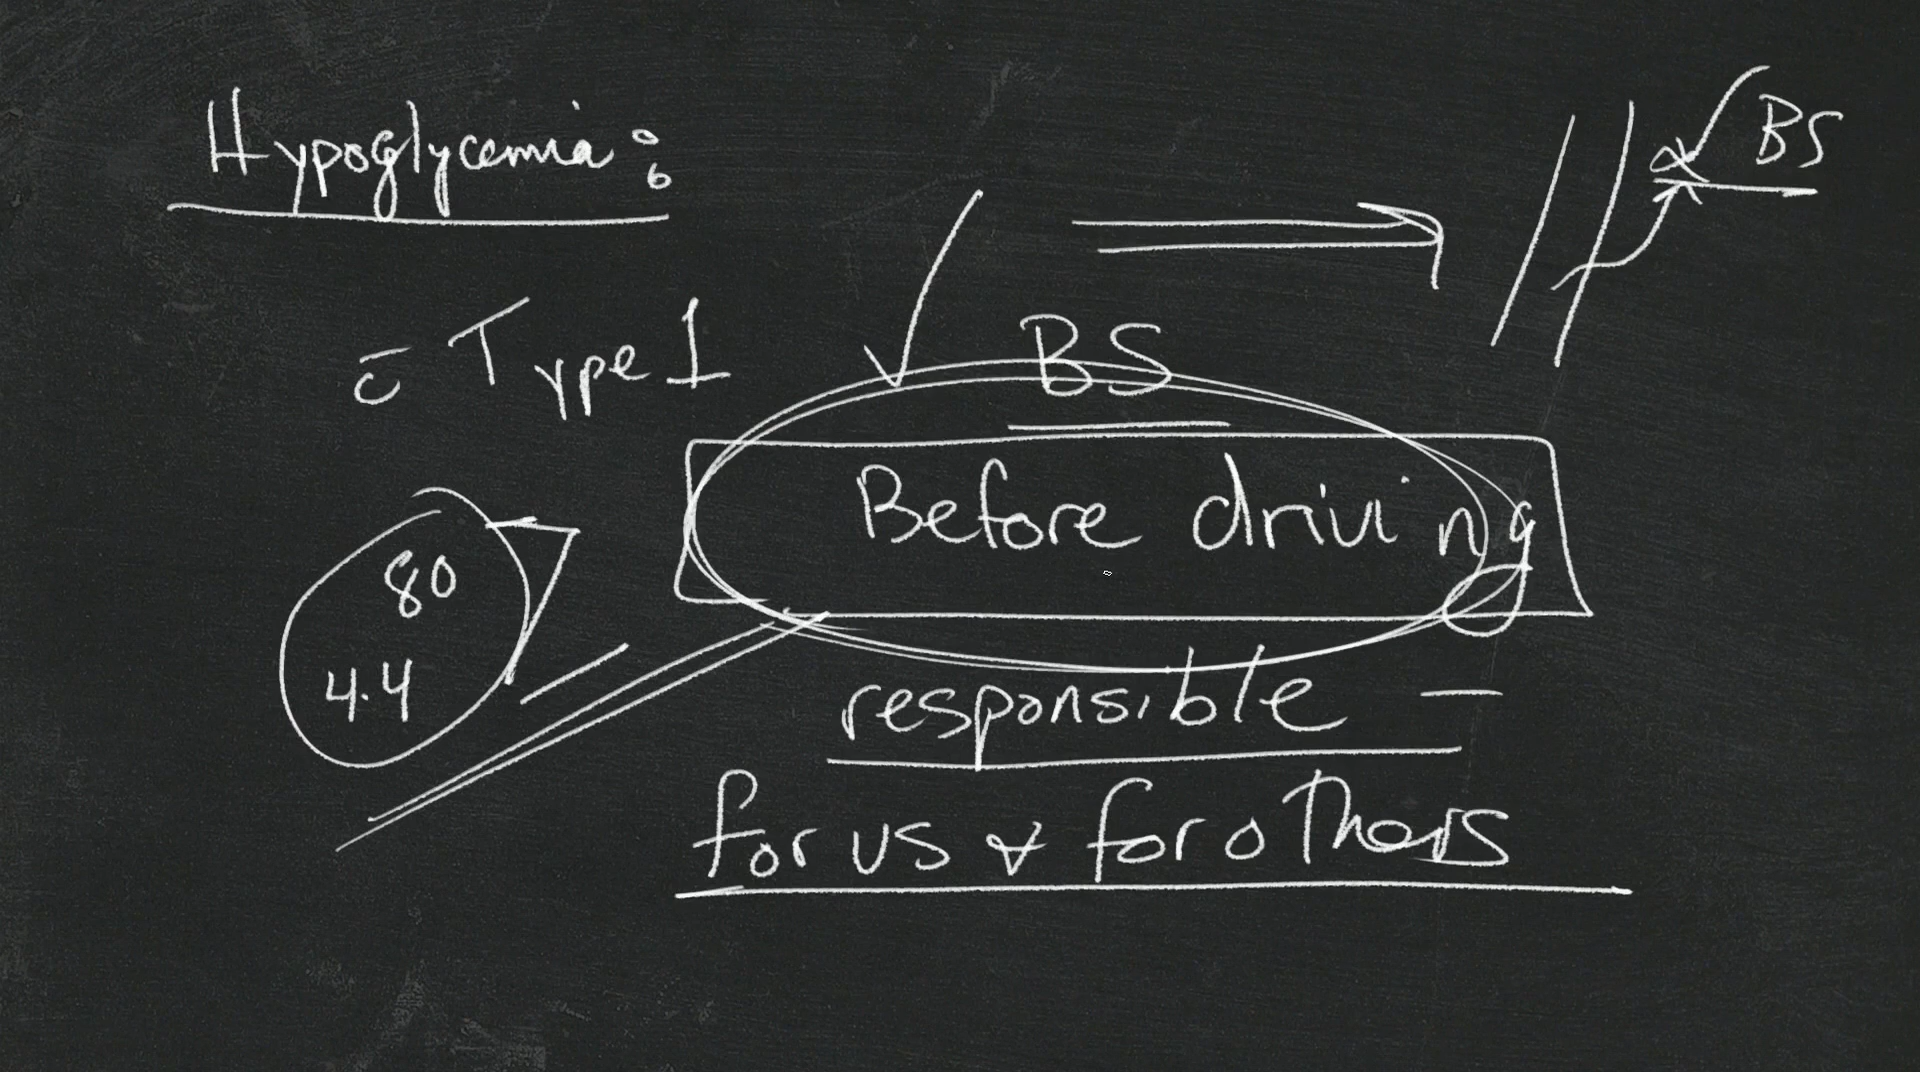 Hypoglycemia:
✓ BS
c̄ Type 1
✓ BS
Before driving
80
4.4
responsible –
for us & for others